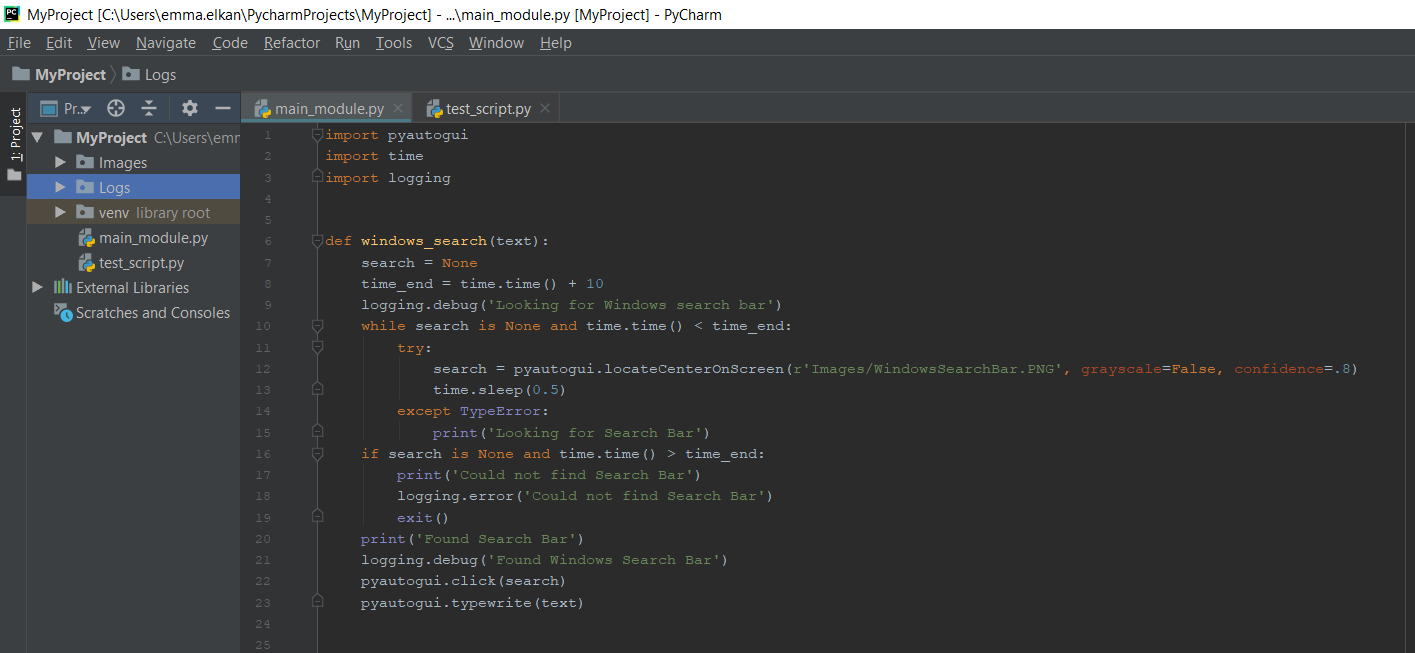 PC MyProject [C:\Users\emma.elkan\PycharmProjects\MyProject] - ...\main_module.py [MyProject] - PyCharm
File Edit View Navigate Code Refactor Run Tools VCS Window Help
MyProject Logs
1: Project
Pr...
MyProject C:\Users\emm
Images
Logs
venv library root
main_module.py
test_script.py
External Libraries
Scratches and Consoles
main_module.py test_script.py
1 import pyautogui
2 import time
3 import logging
4
5
6 def windows_search(text):
7 search = None
8 time_end = time.time() + 10
9 logging.debug('Looking for Windows search bar')
10 while search is None and time.time() < time_end:
11 try:
12 search = pyautogui.locateCenterOnScreen(r'Images/WindowsSearchBar.PNG', grayscale=False, confidence=.8)
13 time.sleep(0.5)
14 except TypeError:
15 print('Looking for Search Bar')
16 if search is None and time.time() > time_end:
17 print('Could not find Search Bar')
18 logging.error('Could not find Search Bar')
19 exit()
20 print('Found Search Bar')
21 logging.debug('Found Windows Search Bar')
22 pyautogui.click(search)
23 pyautogui.typewrite(text)
24
25